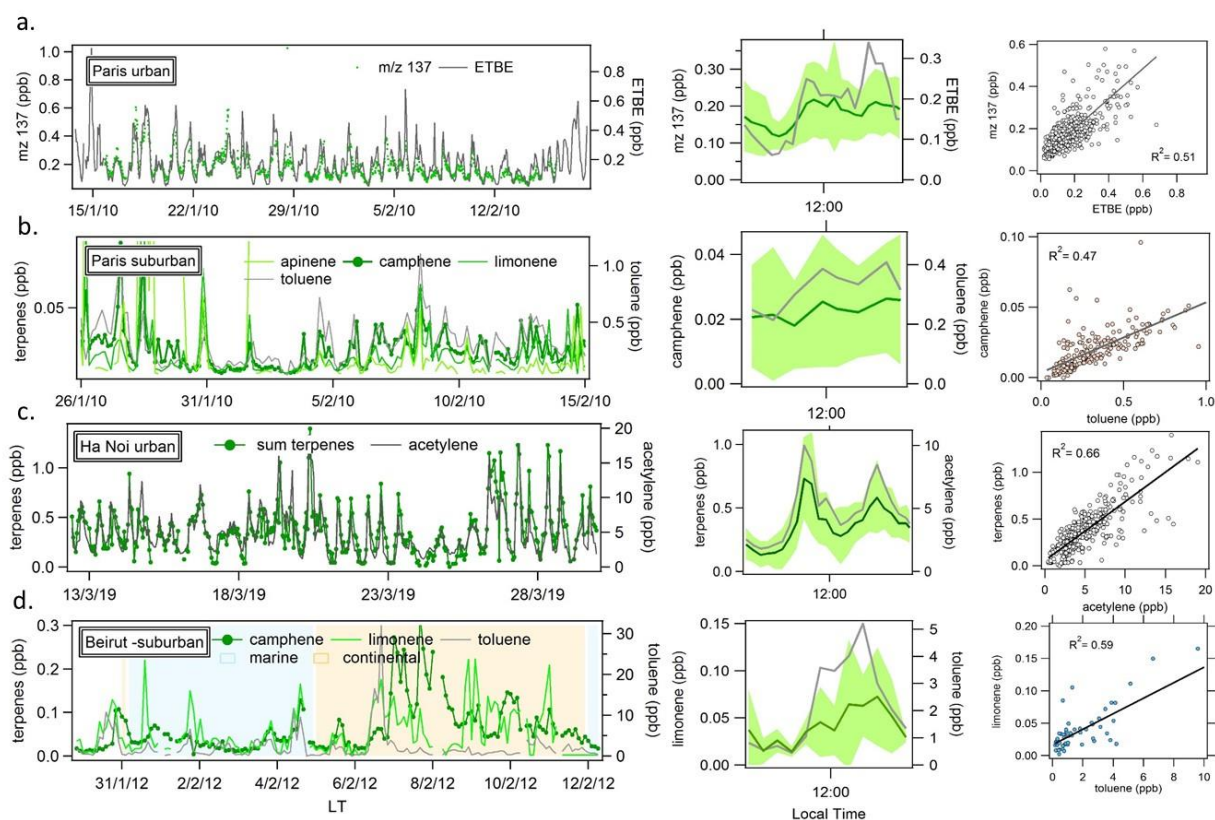 a.
Paris urban
m/z 137 ETBE
mz 137 (ppb)
1.0
0.8
0.6
0.4
0.2
ETBE (ppb)
0.8
0.6
0.4
0.2
15/1/10 22/1/10 29/1/10 5/2/10 12/2/10
mz 137 (ppb)
0.30
0.20
0.10
0.00
ETBE (ppb)
0.3
0.2
0.1
0.0
12:00
mz 137 (ppb)
0.6
0.4
0.2
0.0
R²= 0.51
0.0 0.2 0.4 0.6 0.8
ETBE (ppb)
b.
Paris suburban
apinene camphene limonene
toluene
terpenes (ppb)
0.05
toluene (ppb)
1.0
0.5
26/1/10 31/1/10 5/2/10 10/2/10 15/2/10
camphene (ppb)
0.04
0.02
0.00
toluene (ppb)
0.4
0.2
0.0
12:00
camphene (ppb)
0.10
0.05
0.00
R²= 0.47
0.0 0.5 1.0
toluene (ppb)
c.
Ha Noi urban
sum terpenes acetylene
terpenes (ppb)
1.0
0.5
0.0
acetylene (ppb)
20
15
10
5
0
13/3/19 18/3/19 23/3/19 28/3/19
terpenes (ppb)
1.0
0.5
0.0
acetylene (ppb)
10
5
0
12:00
terpenes (ppb)
1.5
1.0
0.5
0.0
R²= 0.66
0 5 10 15 20
acetylene (ppb)
d.
Beirut -suburban
camphene limonene toluene
marine continental
terpenes (ppb)
0.3
0.2
0.1
0.0
toluene (ppb)
30
20
10
0
31/1/12 2/2/12 4/2/12 6/2/12 8/2/12 10/2/12 12/2/12
LT
limonene (ppb)
0.15
0.10
0.05
0.00
toluene (ppb)
5
4
3
2
1
0
12:00
Local Time
limonene (ppb)
0.20
0.15
0.10
0.05
0.00
R²= 0.59
0 2 4 6 8 10
toluene (ppb)